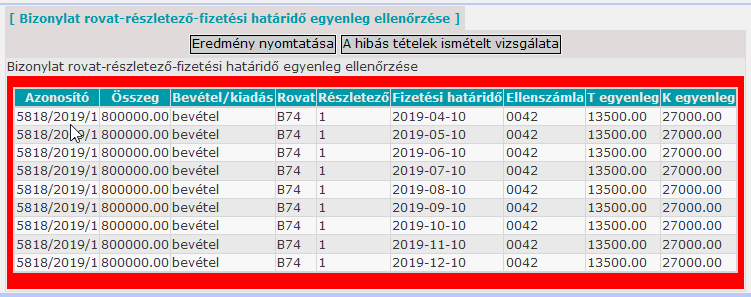 [ Bizonylat rovat-részletező-fizetési határidő egyenleg ellenőrzése ]
Eredmény nyomtatása A hibás tételek ismételt vizsgálata
Bizonylat rovat-részletező-fizetési határidő egyenleg ellenőrzése
Azonosító Összeg Bevétel/kiadás Rovat Részletező Fizetési határidő Ellenszámla T egyenleg K egyenleg
5818/2019/1 800000.00 bevétel B74 1 2019-04-10 0042 13500.00 27000.00
5818/2019/1 800000.00 bevétel B74 1 2019-05-10 0042 13500.00 27000.00
5818/2019/1 800000.00 bevétel B74 1 2019-06-10 0042 13500.00 27000.00
5818/2019/1 800000.00 bevétel B74 1 2019-07-10 0042 13500.00 27000.00
5818/2019/1 800000.00 bevétel B74 1 2019-08-10 0042 13500.00 27000.00
5818/2019/1 800000.00 bevétel B74 1 2019-09-10 0042 13500.00 27000.00
5818/2019/1 800000.00 bevétel B74 1 2019-10-10 0042 13500.00 27000.00
5818/2019/1 800000.00 bevétel B74 1 2019-11-10 0042 13500.00 27000.00
5818/2019/1 800000.00 bevétel B74 1 2019-12-10 0042 13500.00 27000.00